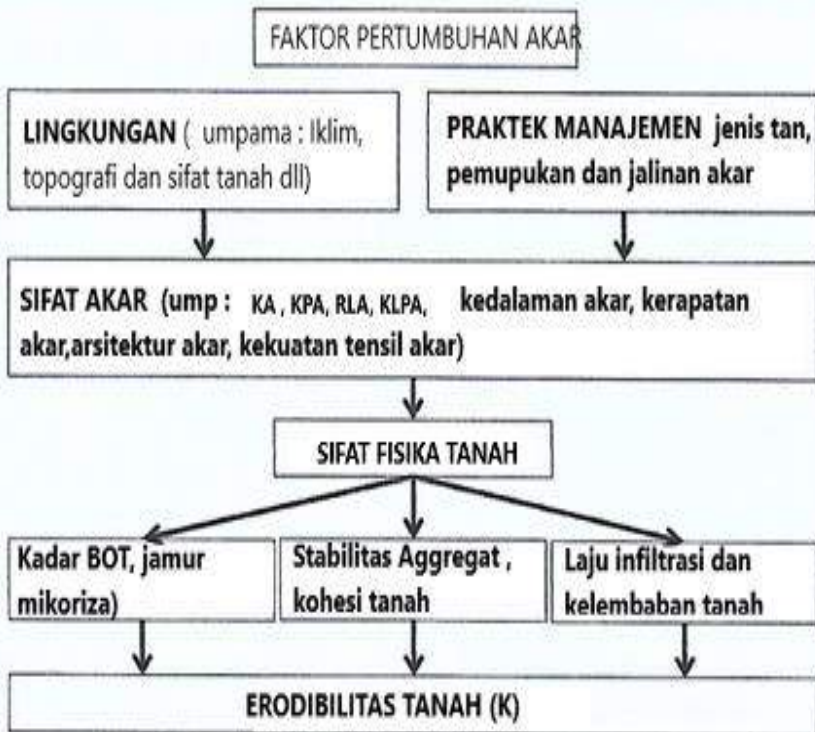 FAKTOR PERTUMBUHAN AKAR
LINGKUNGAN ( umpama : Iklim,
topografi dan sifat tanah dll)
PRAKTEK MANAJEMEN jenis tan,
pemupukan dan jalinan akar
SIFAT AKAR (ump : KA , KPA, RLA, KLPA, kedalaman akar, kerapatan
akar,arsitektur akar, kekuatan tensil akar)
SIFAT FISIKA TANAH
Kadar BOT, jamur
mikoriza)
Stabilitas Aggregat ,
kohesi tanah
Laju infiltrasi dan
kelembaban tanah
ERODIBILITAS TANAH (K)